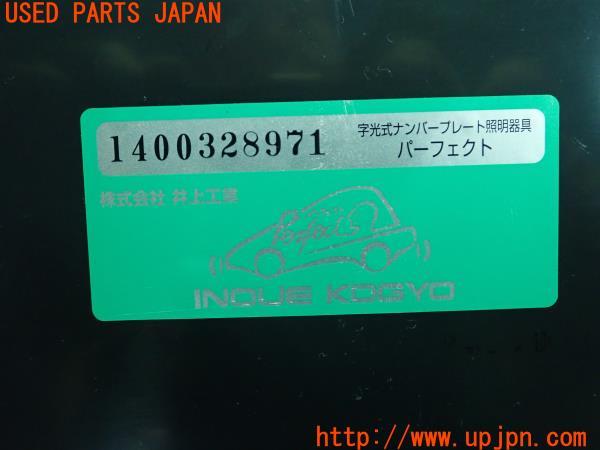 USED PARTS JAPAN
1400328971
字光式ナンバープレート照明器具
パーフェクト
株式会社 井上工業
Perfect
INOUE KOGYO
http://www.upjpn.com/